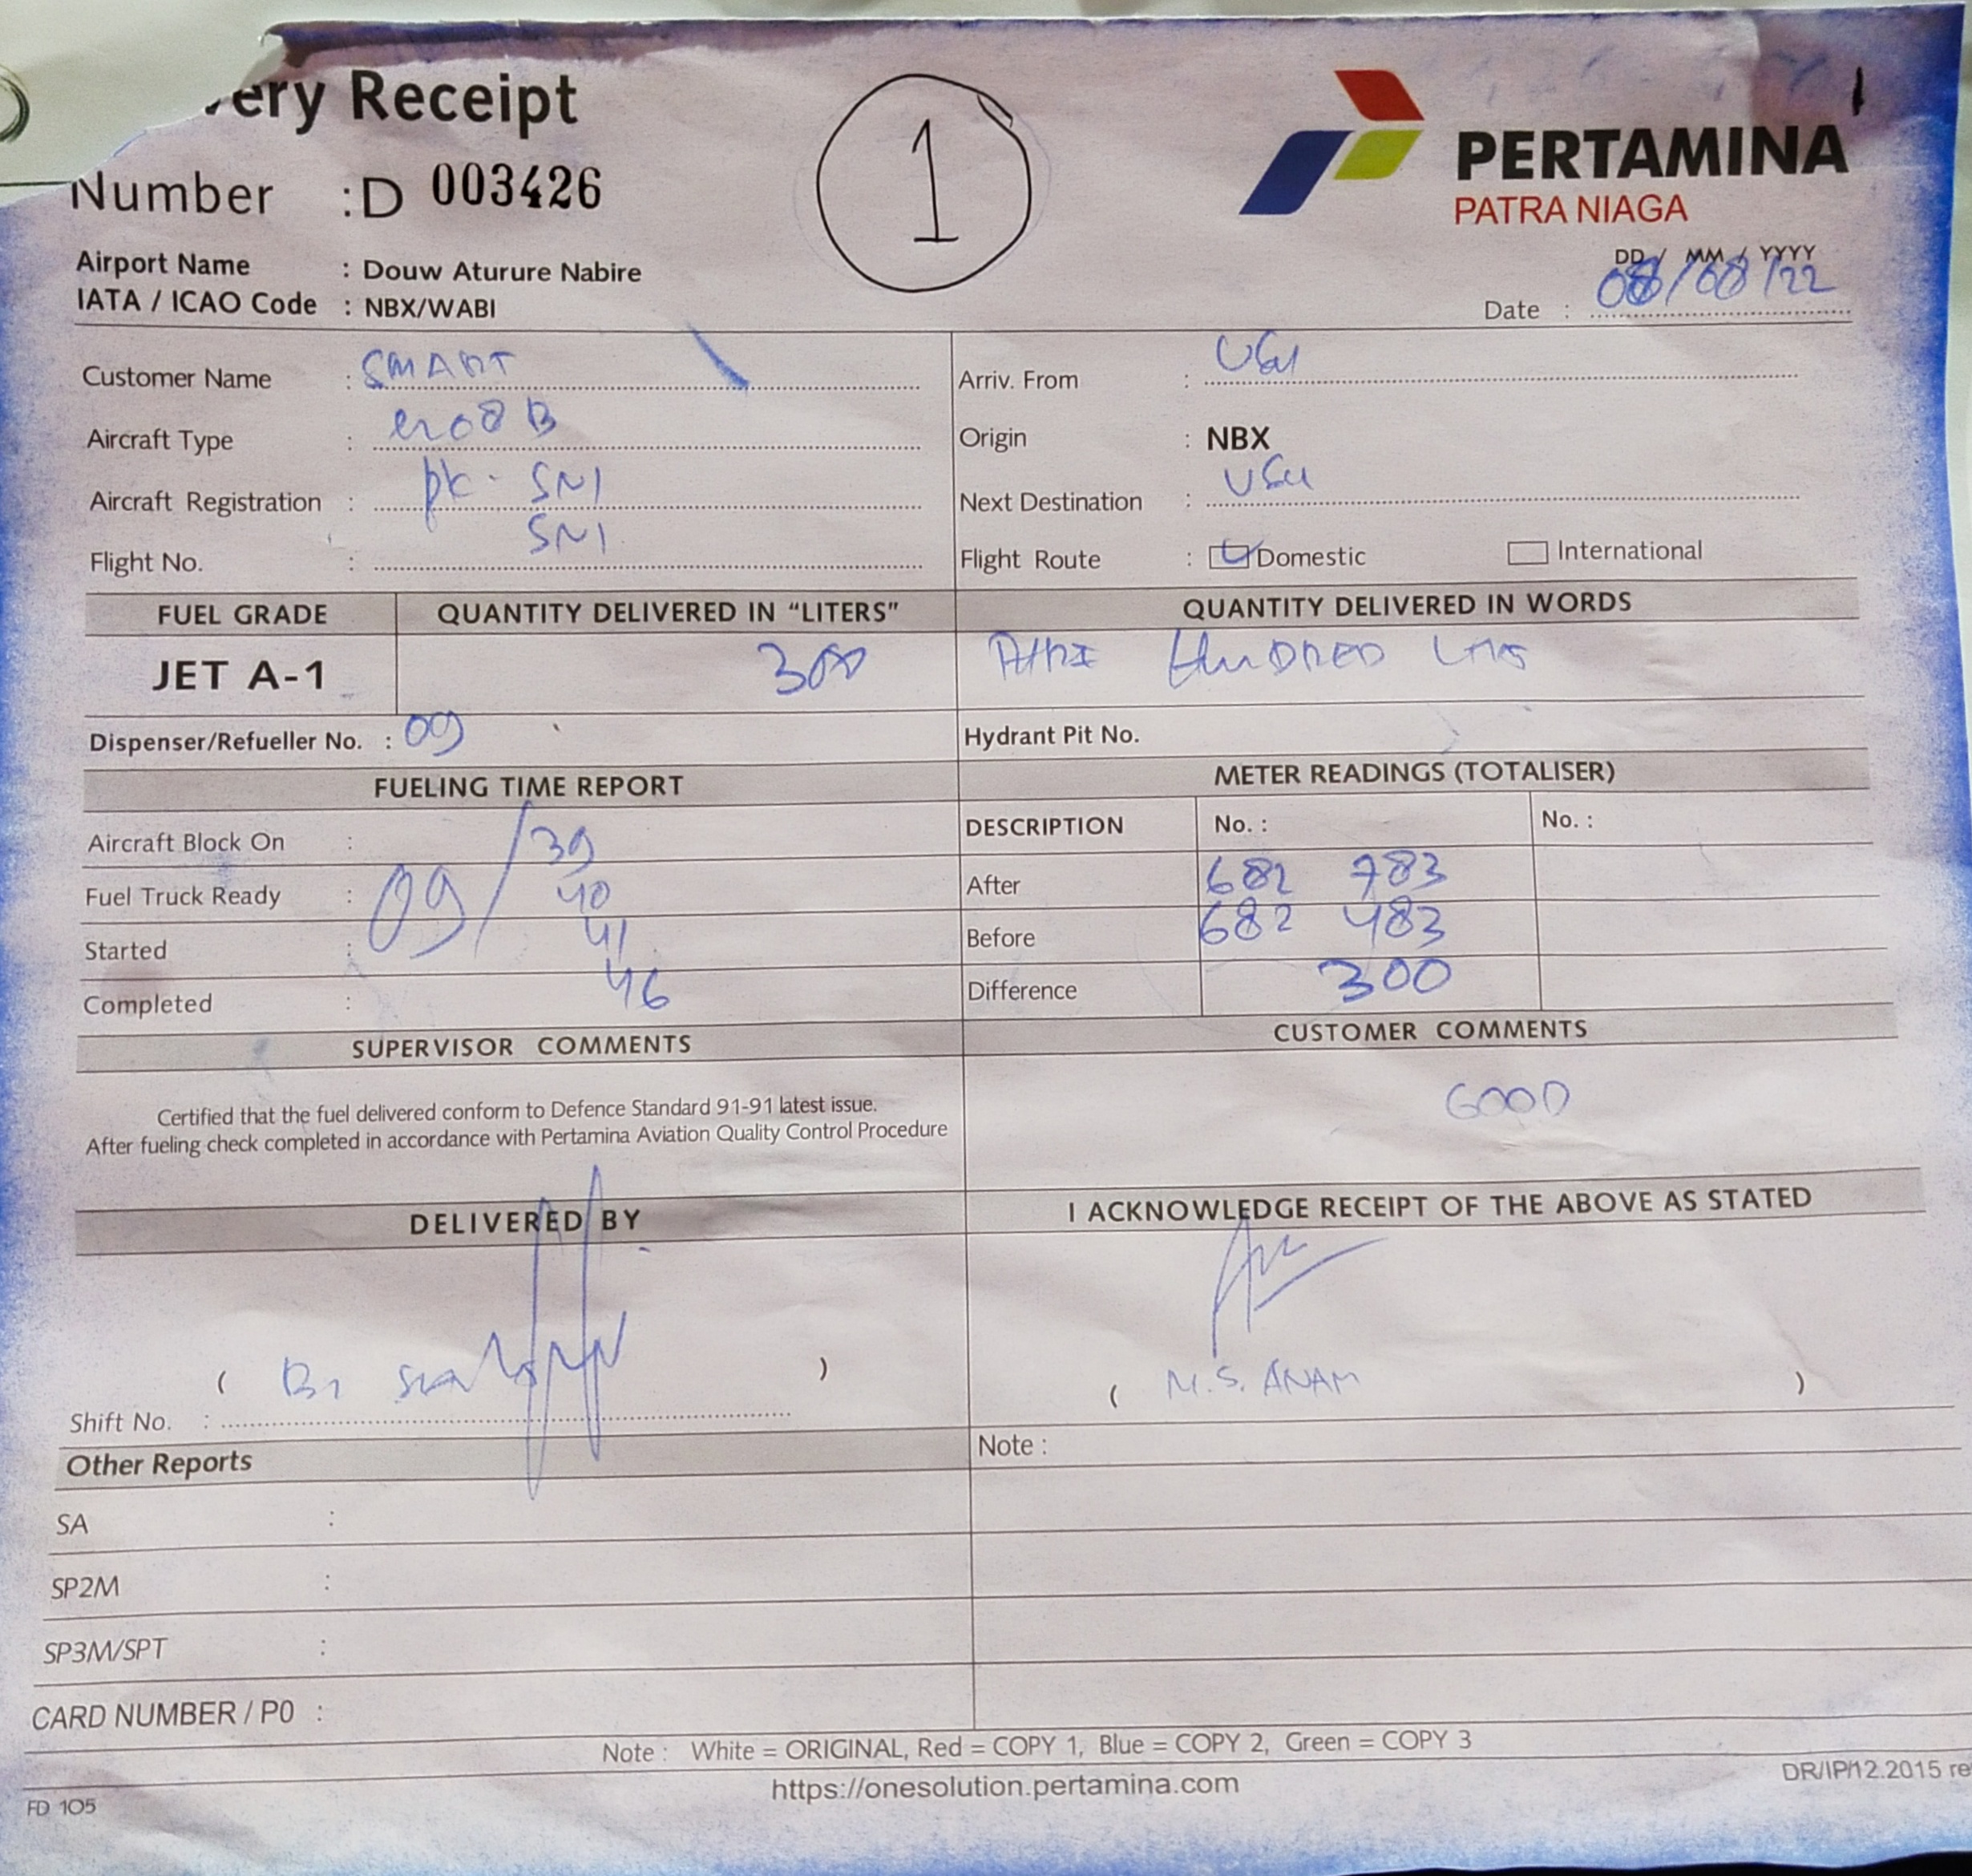 ery Receipt
1
PERTAMINA
PATRA NIAGA
Number : D 003426
Airport Name : Douw Aturure Nabire
IATA / ICAO Code : NBX/WABI
DD / MM / YYYY
Date : 08/08/22
Customer Name : SMART
Arriv. From :
Aircraft Type : C208 B
Origin : NBX
Aircraft Registration : PK - SNI
Next Destination :
Flight No. : SNI
Flight Route : Domestic International
FUEL GRADE QUANTITY DELIVERED IN “LITERS” QUANTITY DELIVERED IN WORDS
JET A-1 300 HUNDRED LTRS
Dispenser/Refueller No. : 09 Hydrant Pit No.
FUELING TIME REPORT METER READINGS (TOTALISER)
Aircraft Block On : 09 / 39 DESCRIPTION No. : No. :
Fuel Truck Ready : 40 After 682 783
Started : 41 Before 682 483
Completed : 46 Difference 300
SUPERVISOR COMMENTS CUSTOMER COMMENTS
GOOD
Certified that the fuel delivered conform to Defence Standard 91-91 latest issue.
After fueling check completed in accordance with Pertamina Aviation Quality Control Procedure
DELIVERED BY I ACKNOWLEDGE RECEIPT OF THE ABOVE AS STATED
( ) ( M.S. ANAM )
Shift No. :
Other Reports Note :
SA :
SP2M :
SP3M/SPT :
CARD NUMBER / P0 :
Note : White = ORIGINAL, Red = COPY 1, Blue = COPY 2, Green = COPY 3
https://onesolution.pertamina.com
DR/IP/12.2015 re
FD 105